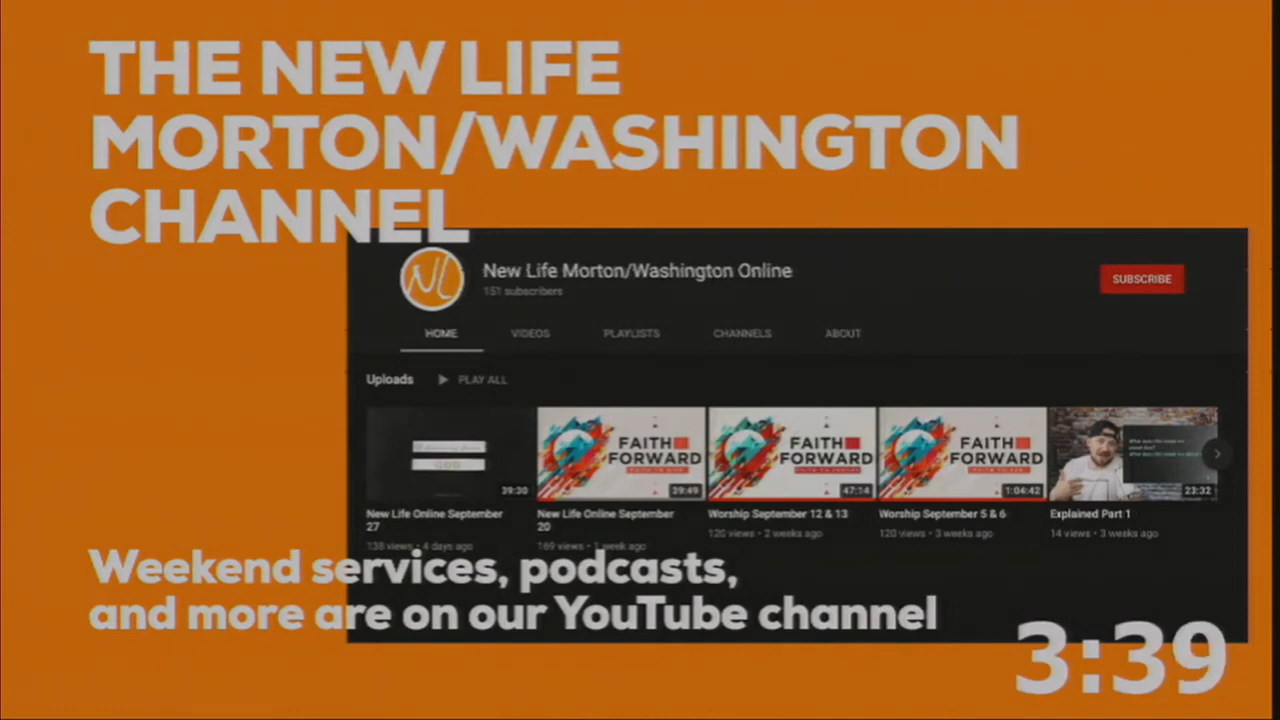 THE NEW LIFE
MORTON/WASHINGTON
CHANNEL
NL
New Life Morton/Washington Online
151 subscribers
SUBSCRIBE
HOME VIDEOS PLAYLISTS CHANNELS ABOUT
Uploads PLAY ALL
GOD
39:30
FAITH
FORWARD
39:49
FAITH
FORWARD
47:14
FAITH
FORWARD
1:04:42
23:32
New Life Online September
27
138 views • 4 days ago
New Life Online September
20
169 views • 1 week ago
Worship September 12 & 13
120 views • 2 weeks ago
Worship September 5 & 6
120 views • 3 weeks ago
Explained Part 1
14 views • 3 weeks ago
Weekend services, podcasts,
and more are on our YouTube channel
3:39